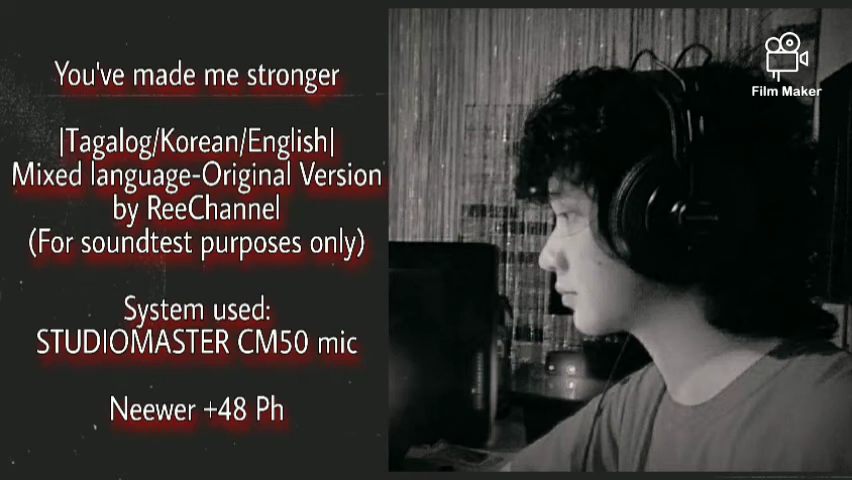 You've made me stronger
|Tagalog/Korean/English|
Mixed language-Original Version
by ReeChannel
(For soundtest purposes only)
System used:
STUDIOMASTER CM50 mic
Neewer +48 Ph
Film Maker